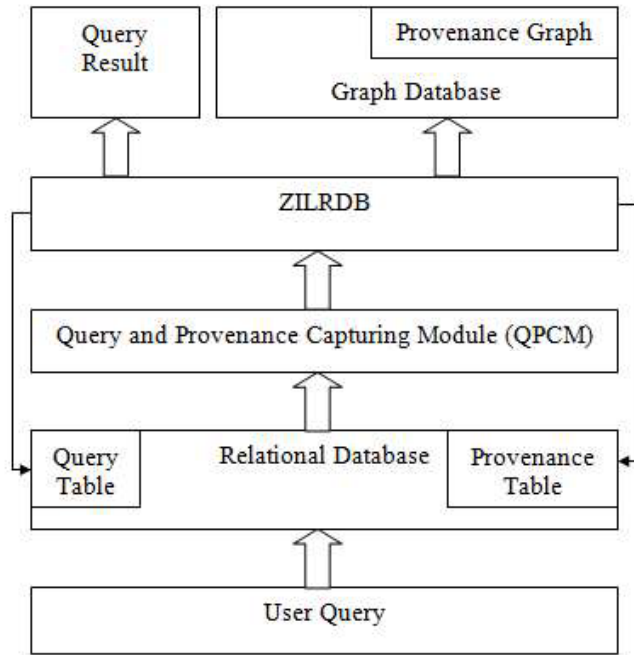 Query
Result
Provenance Graph
Graph Database
ZILRDB
Query and Provenance Capturing Module (QPCM)
Query
Table
Relational Database
Provenance
Table
User Query